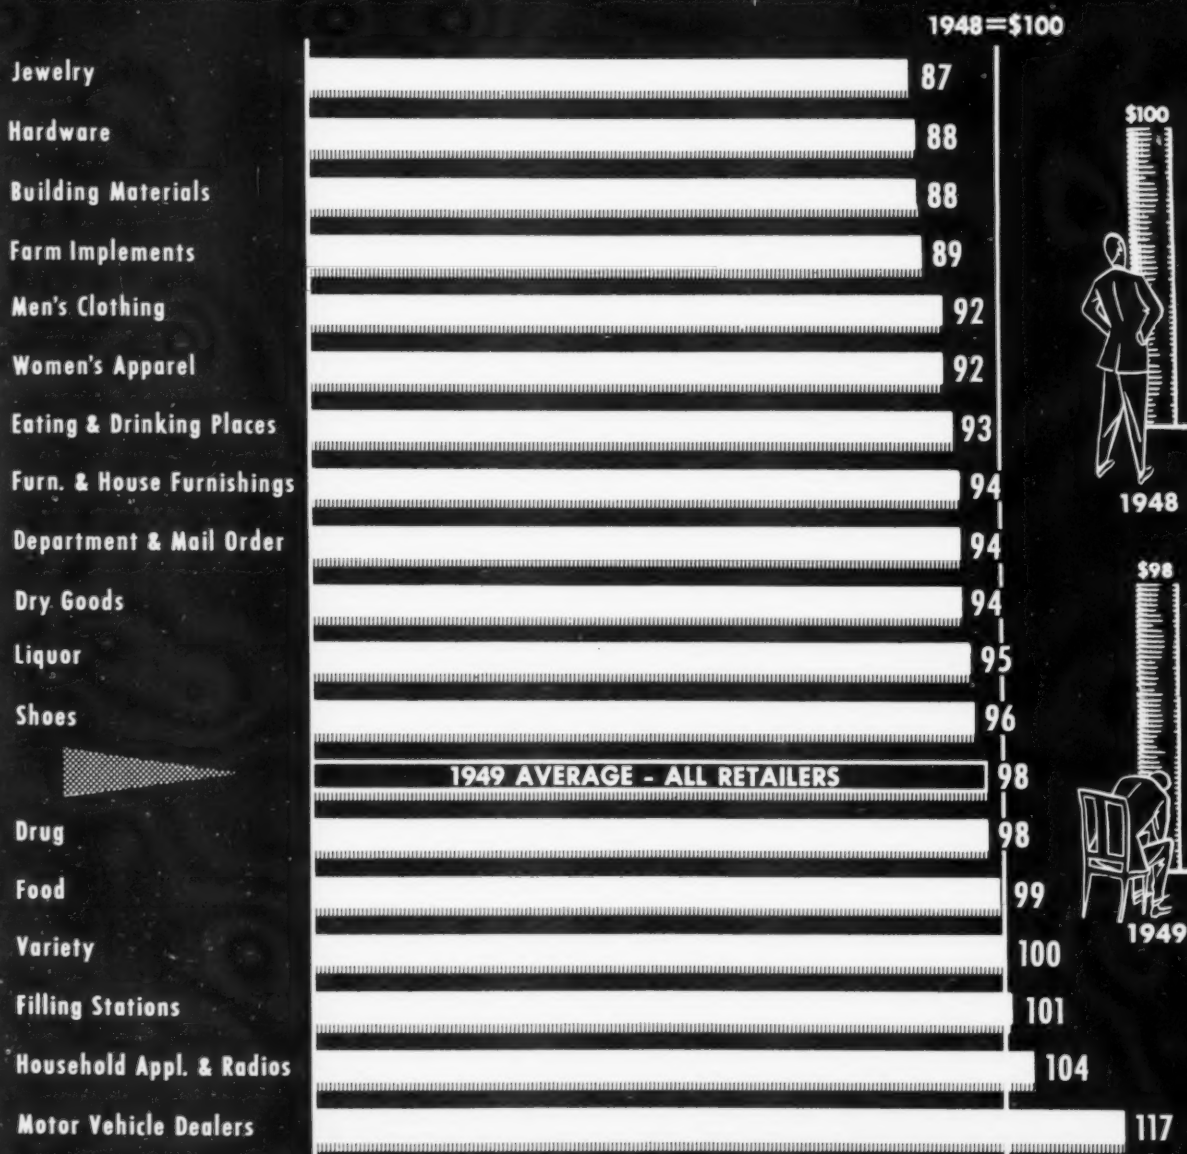 1948=$100
Jewelry 87
Hardware 88
Building Materials 88
Farm Implements 89
Men's Clothing 92
Women's Apparel 92
Eating & Drinking Places 93
Furn. & House Furnishings 94
Department & Mail Order 94
Dry Goods 94
Liquor 95
Shoes 96
1949 AVERAGE - ALL RETAILERS 98
Drug 98
Food 99
Variety 100
Filling Stations 101
Household Appl. & Radios 104
Motor Vehicle Dealers 117
$100
1948
$98
1949